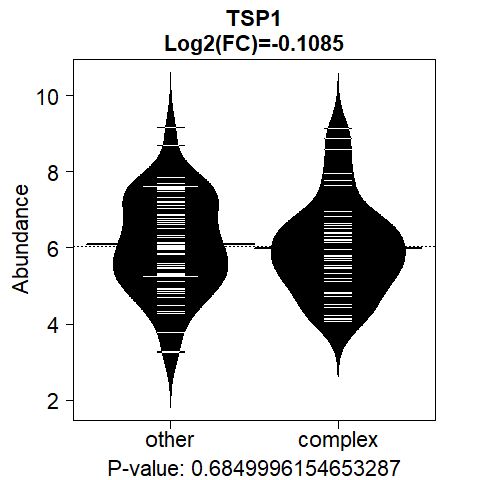 TSP1
Log2(FC)=-0.1085
Abundance
10
8
6
4
2
other complex
P-value: 0.6849996154653287